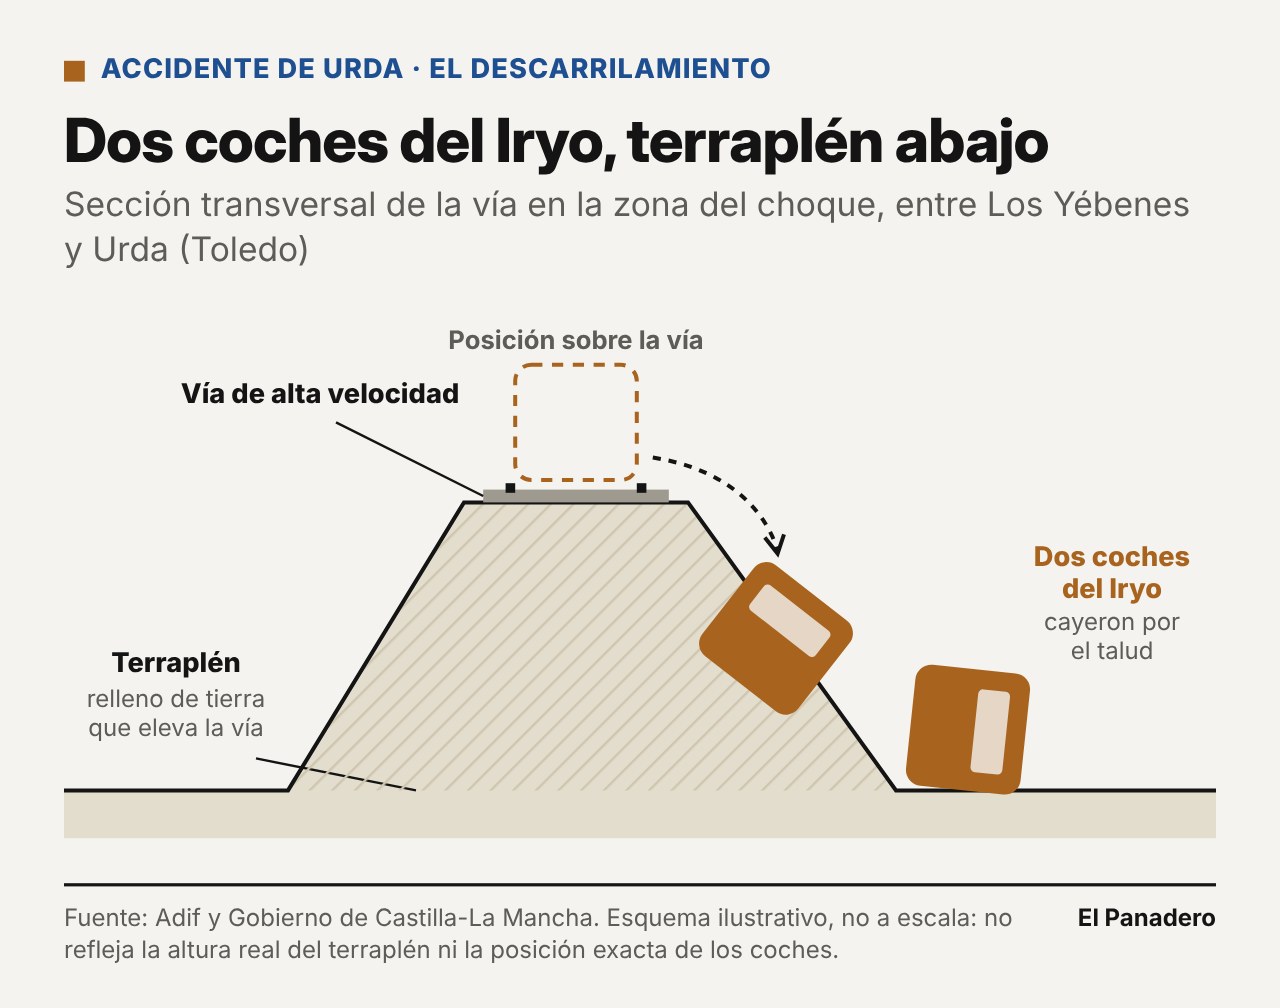 ACCIDENTE DE URDA · EL DESCARRILAMIENTO
Dos coches del Iryo, terraplén abajo
Sección transversal de la vía en la zona del choque, entre Los Yébenes
y Urda (Toledo)
Posición sobre la vía
Vía de alta velocidad
Dos coches
del Iryo
cayeron por
el talud
Terraplén
relleno de tierra
que eleva la vía
Fuente: Adif y Gobierno de Castilla-La Mancha. Esquema ilustrativo, no a escala: no
refleja la altura real del terraplén ni la posición exacta de los coches.
El Panadero